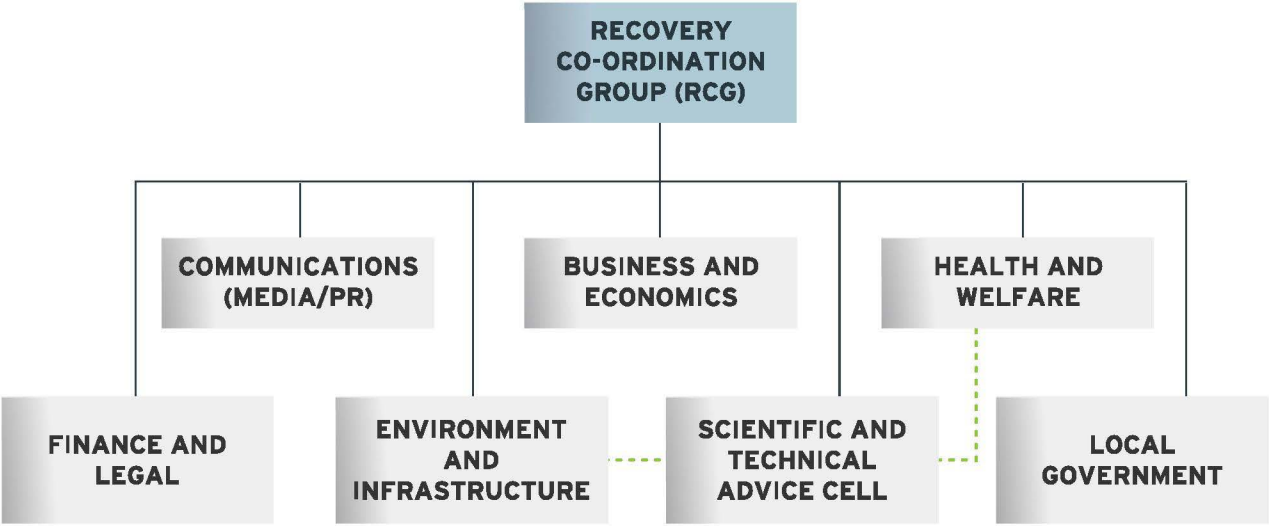 RECOVERY
CO-ORDINATION
GROUP (RCG)
COMMUNICATIONS
(MEDIA/PR)
BUSINESS AND
ECONOMICS
HEALTH AND
WELFARE
FINANCE AND
LEGAL
ENVIRONMENT
AND
INFRASTRUCTURE
SCIENTIFIC AND
TECHNICAL
ADVICE CELL
LOCAL
GOVERNMENT